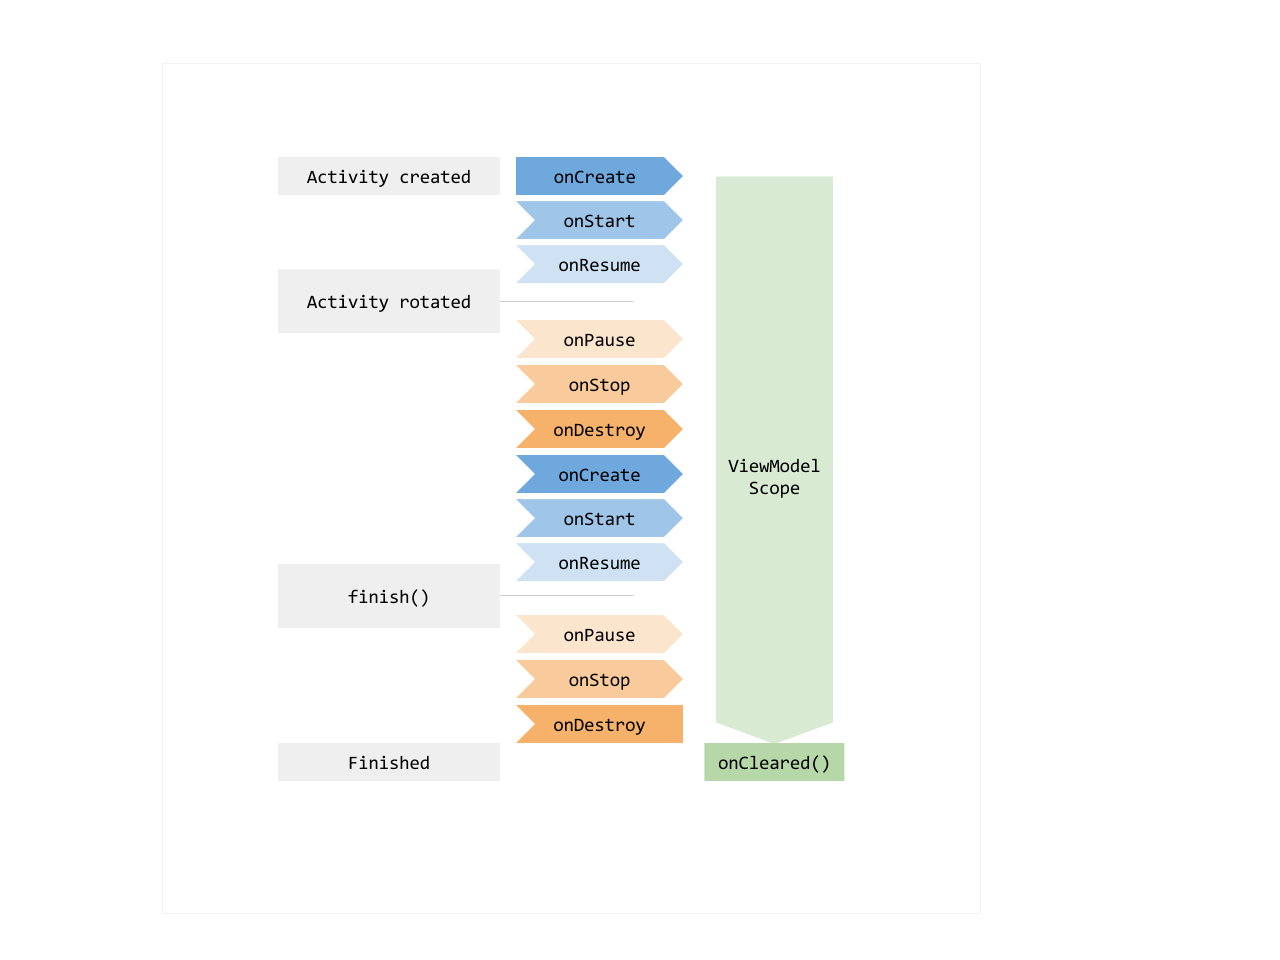 Activity created
onCreate
onStart
onResume
Activity rotated
onPause
onStop
onDestroy
onCreate
onStart
onResume
finish()
onPause
onStop
onDestroy
Finished
ViewModel
Scope
onCleared()